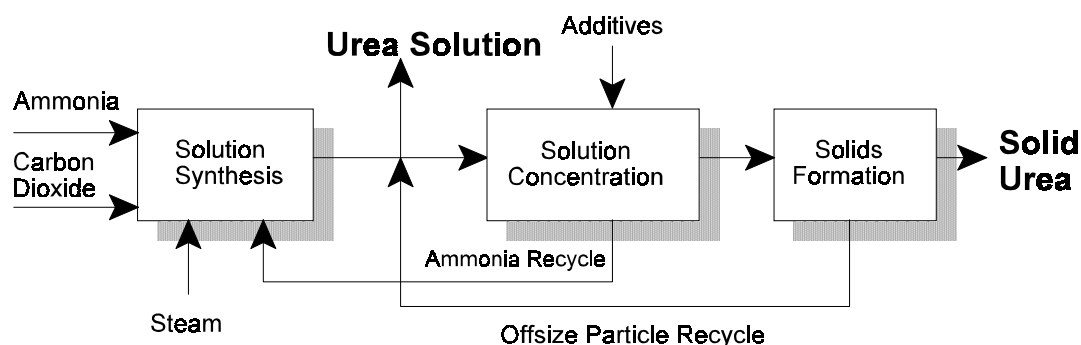 Additives
Urea Solution
Ammonia
Carbon
Dioxide
Solution
Synthesis
Solution
Concentration
Solids
Formation
Solid
Urea
Ammonia Recycle
Steam
Offsize Particle Recycle